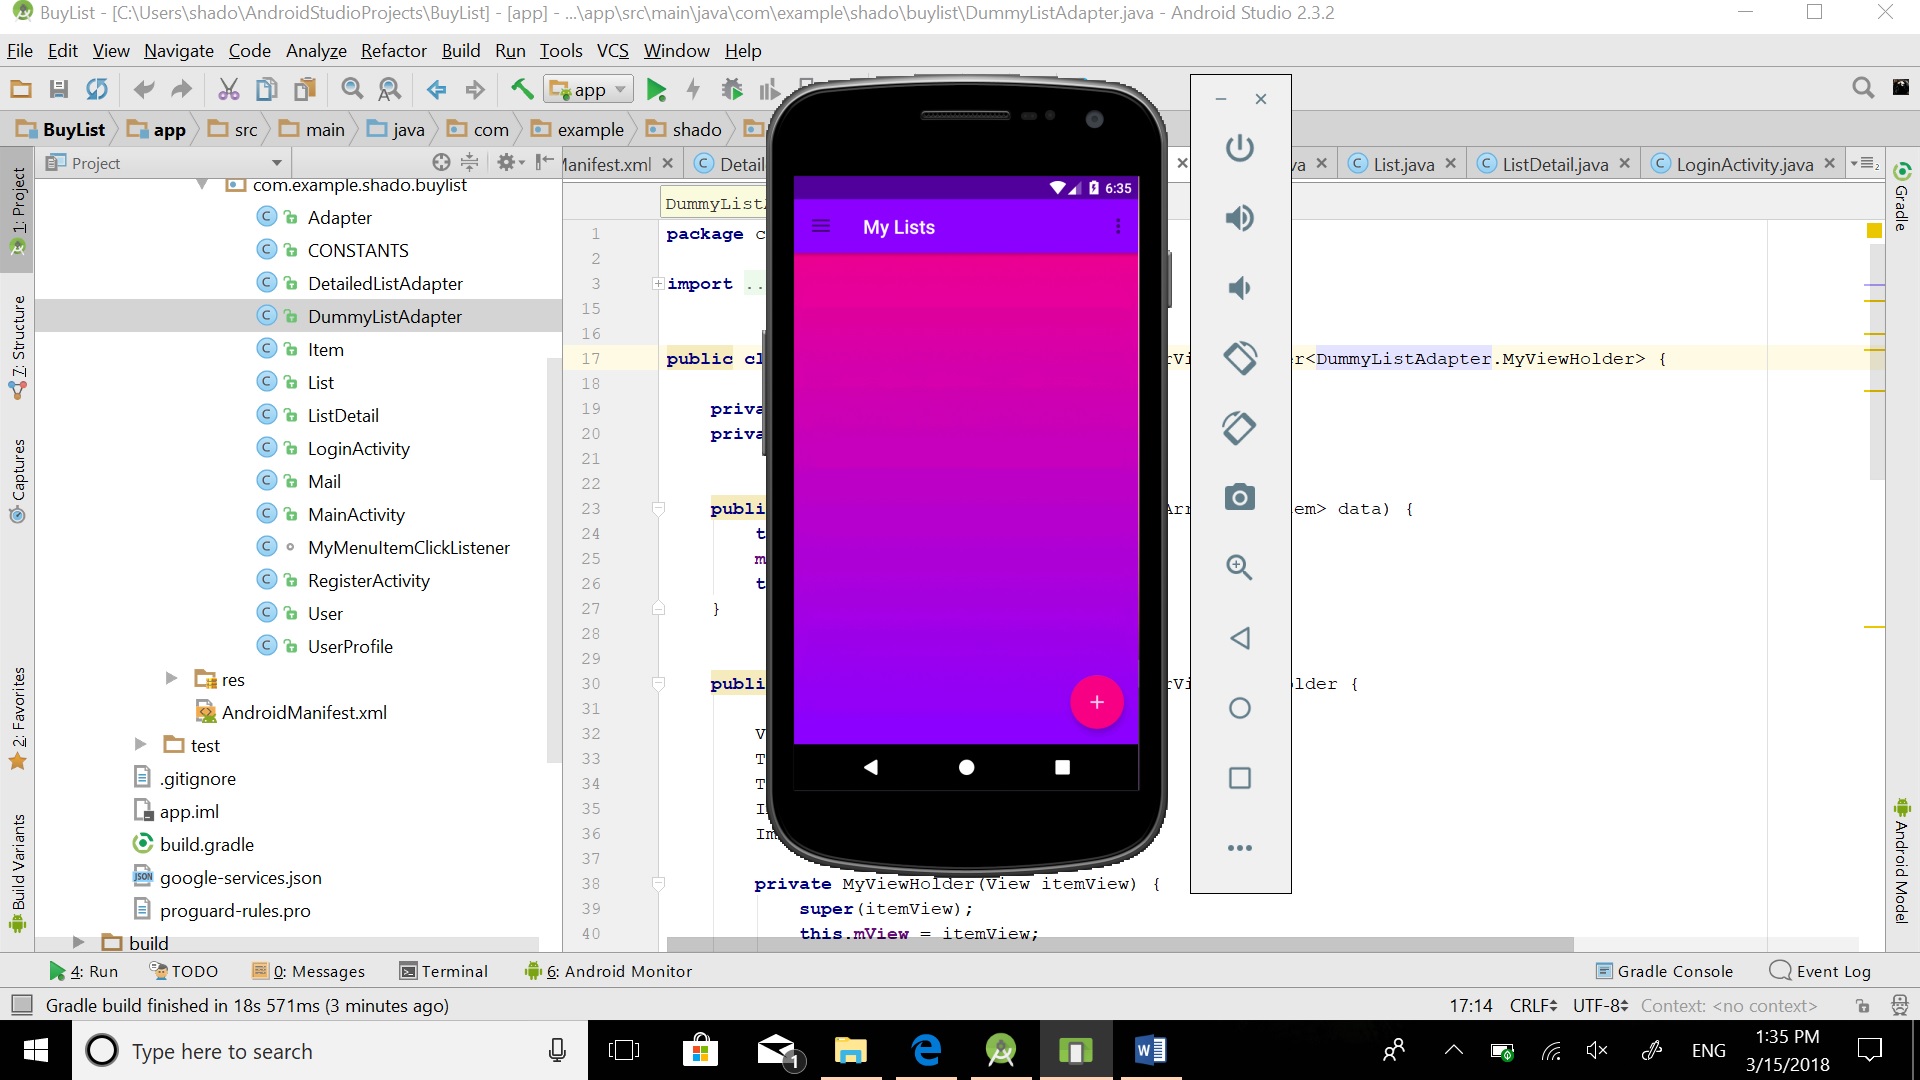 BuyList - [C:\Users\shado\AndroidStudioProjects\BuyList] - [app] - ...\app\src\main\java\com\example\shado\buylist\DummyListAdapter.java - Android Studio 2.3.2
File Edit View Navigate Code Analyze Refactor Build Run Tools VCS Window Help
app
BuyList app src main java com example shado
Project
Manifest.xml Detail va List.java ListDetail.java LoginActivity.java
1: Project
7: Structure
Captures
2: Favorites
Build Variants
com.example.shado.buylist
Adapter
CONSTANTS
DetailedListAdapter
DummyListAdapter
Item
List
ListDetail
LoginActivity
Mail
MainActivity
MyMenuItemClickListener
RegisterActivity
User
UserProfile
res
AndroidManifest.xml
test
.gitignore
app.iml
build.gradle
google-services.json
proguard-rules.pro
build
DummyListA
1 package c
2
3 import ..
15
16
17 public cl rVi er<DummyListAdapter.MyViewHolder> {
18
19 priva
20 priva
21
22
23 publi Arr em> data) {
24 t
25 m
26 t
27 }
28
29
30 publi rVi lder {
31
32 V
33 T
34 T
35 I
36 Im
37
38 private MyViewHolder(View itemView) {
39 super(itemView);
40 this.mView = itemView;
6:35
My Lists
Gradle
Android Model
4: Run TODO 0: Messages Terminal 6: Android Monitor Gradle Console Event Log
Gradle build finished in 18s 571ms (3 minutes ago) 17:14 CRLF UTF-8 Context: <no context>
Type here to search
1
ENG
1:35 PM
3/15/2018